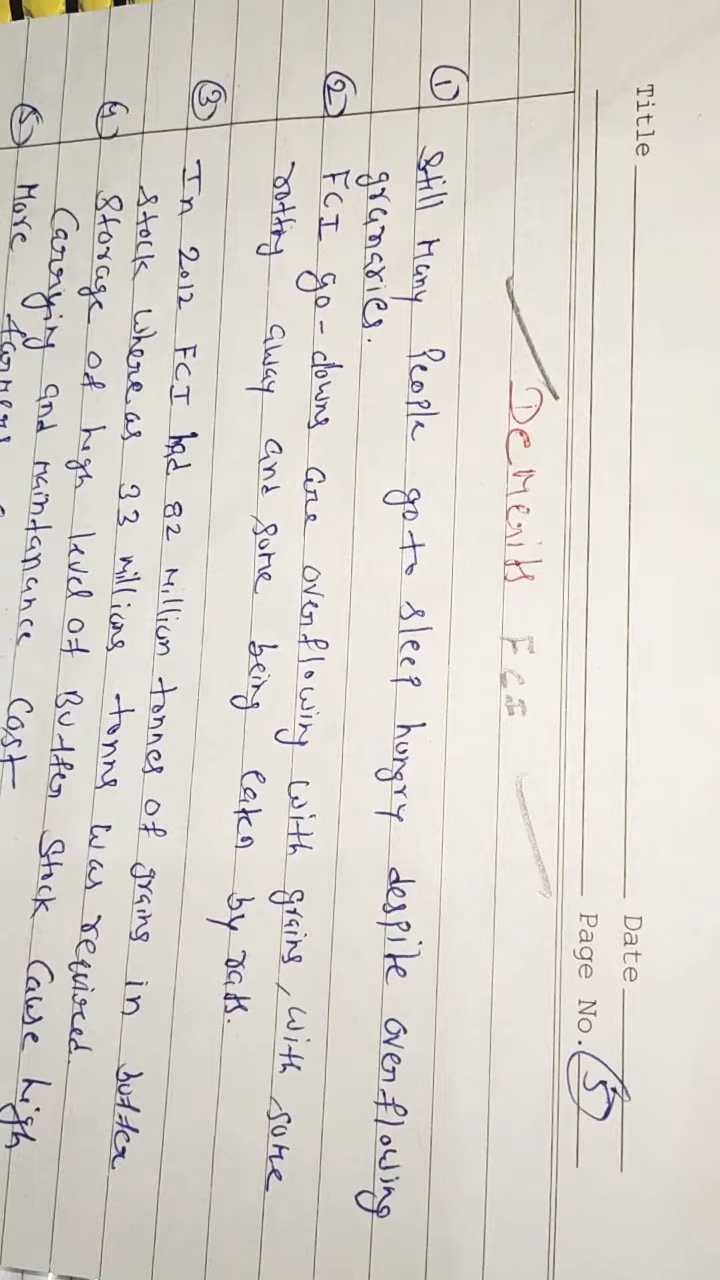 Title
Date
Page No. 5
Demerits FCI
① Still Many People go to sleep hungry despite overflowing
granaries.
② FCI go-downs are overflowing with grains, with some
rotting away and some being eaten by rats.
③ In 2012 FCI had 82 Million tonnes of grains in buffer
Stock Where as 33 millions tonns was required.
④ Storage of high level of Buffer Stock Cause high
Carrying and maintanance Cost
⑤ More farmers